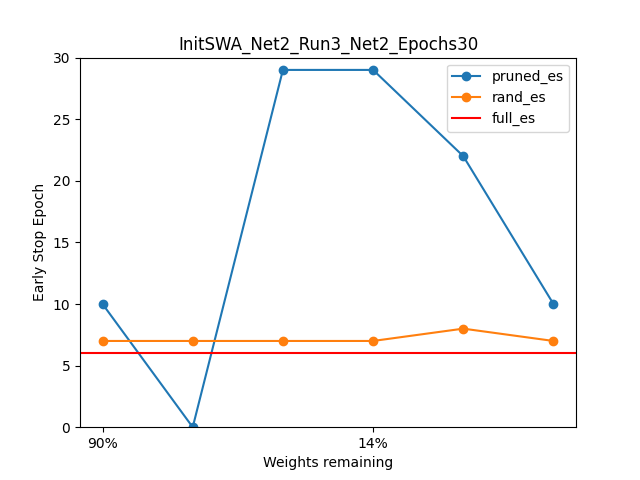 InitSWA_Net2_Run3_Net2_Epochs30
pruned_es
rand_es
full_es
Early Stop Epoch
30
25
20
15
10
5
0
90%
14%
Weights remaining